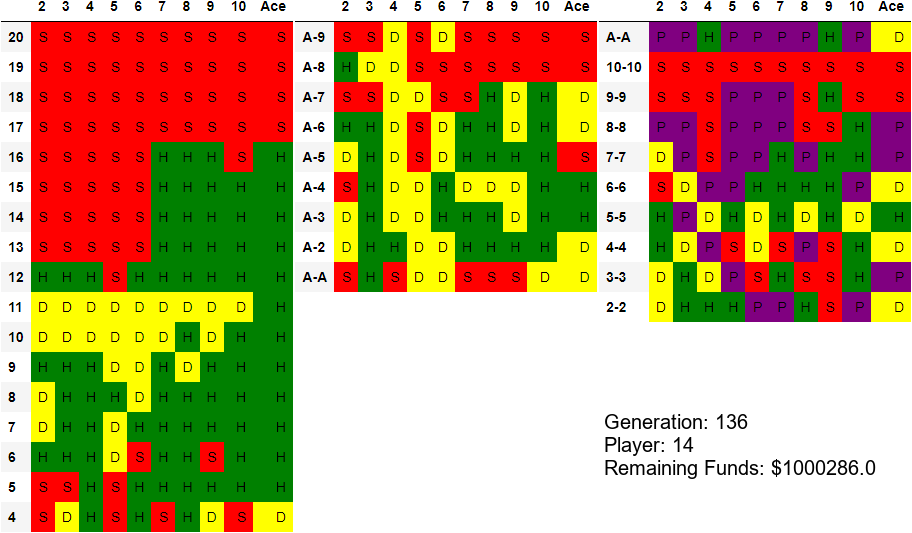 2 3 4 5 6 7 8 9 10 Ace
20 S S S S S S S S S S
19 S S S S S S S S S S
18 S S S S S S S S S S
17 S S S S S S S S S S
16 S S S S S H H H S H
15 S S S S S H H H H H
14 S S S S S H H H H H
13 S S S S S H H H H H
12 H H H S H H H H H H
11 D D D D D D D D D H
10 D D D D D D H D H H
9 H H H D D H D H H H
8 D H H H D H H H H H
7 D H H D H H H H H H
6 H H H D S H H S H H
5 S S H S H H H H H H
4 S D H S H S H D S D
2 3 4 5 6 7 8 9 10 Ace
A-9 S S D S D S S S S S
A-8 H D D S S S S S S S
A-7 S S D D S S H D H D
A-6 H H D S D H H D H D
A-5 D H D S D H H H H S
A-4 S H D D H D D D H H
A-3 D H D D H H H D H H
A-2 D H H D D H H H H D
A-A S H S D D S S S D D
2 3 4 5 6 7 8 9 10 Ace
A-A P P H P P P P H P D
10-10 S S S S S S S S S S
9-9 S S S P P P S H S S
8-8 P P S P P P S S H P
7-7 D P S P P H P H H P
6-6 S D P P H H H H P D
5-5 H P D H D H D H D H
4-4 H D P S D S P S H D
3-3 D H D P S H S S H P
2-2 D H H H P P H S P D
Generation: 136
Player: 14
Remaining Funds: $1000286.0